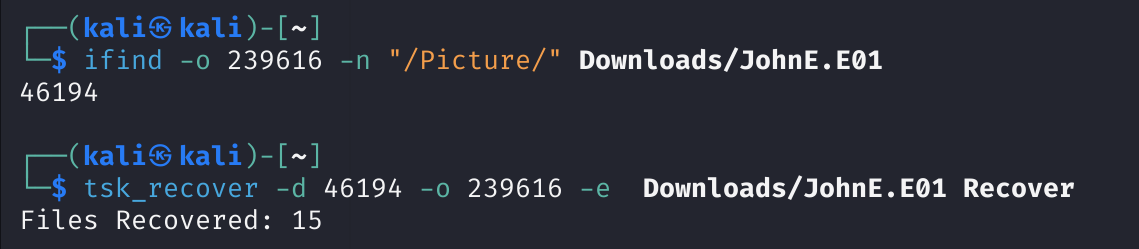 ┌──(kali㉿kali)-[~]
└─$ ifind -o 239616 -n "/Picture/" Downloads/JohnE.E01
46194
┌──(kali㉿kali)-[~]
└─$ tsk_recover -d 46194 -o 239616 -e  Downloads/JohnE.E01 Recover
Files Recovered: 15